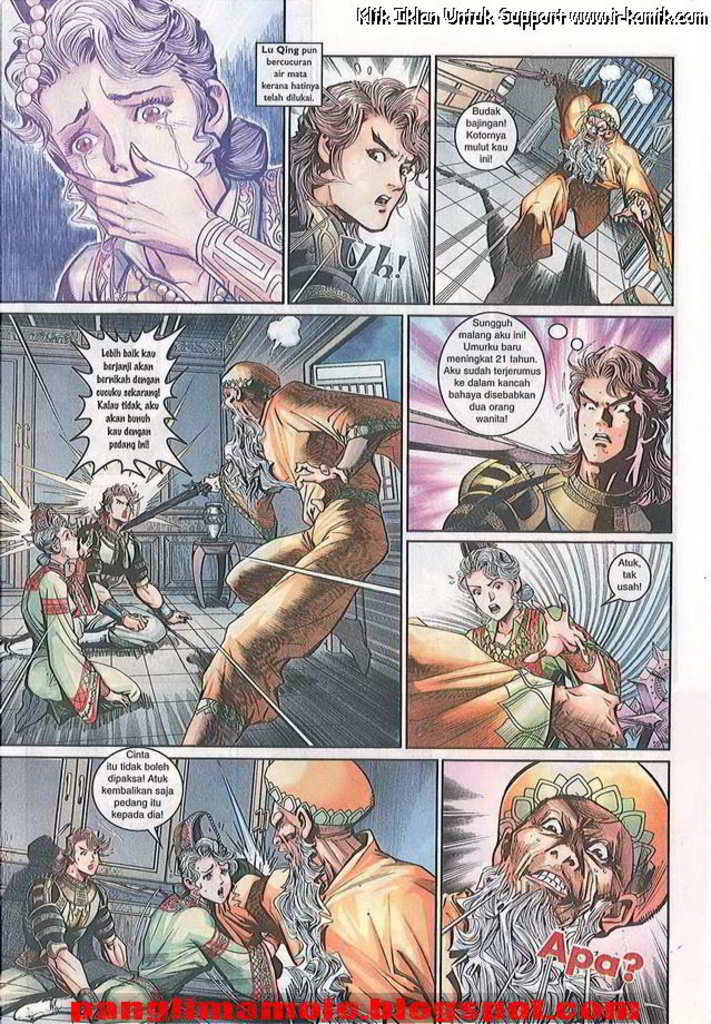 Klik Iklan Untuk Support www.ir-komik.com
Lu Qing pun
bercucuran
air mata
kerana hatinya
telah dilukai.
Uh!
Budak
bajingan!
Kotornya
mulut kau
ini!
Lebih baik kau
berjanji akan
bernikah dengan
cucuku sekarang!
Kalau tidak, aku
akan bunuh
kau dengan
pedang ini!
Sungguh
malang aku ini!
Umurku baru
meningkat 21 tahun.
Aku sudah terjerumus
ke dalam kancah
bahaya disebabkan
dua orang
wanita!
Atuk,
tak
usah!
Cinta
itu tidak boleh
dipaksa! Atuk
kembalikan saja
pedang itu
kepada dia!
Apa?
panglimamojo.blogspot.com